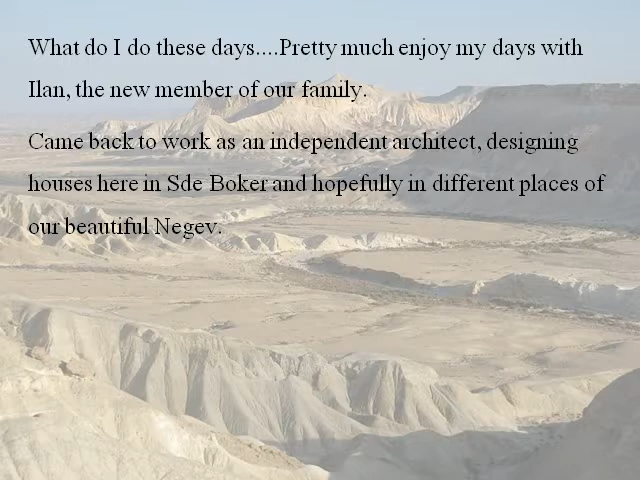 What do I do these days....Pretty much enjoy my days with
Ilan, the new member of our family.
Came back to work as an independent architect, designing
houses here in Sde Boker and hopefully in different places of
our beautiful Negev.